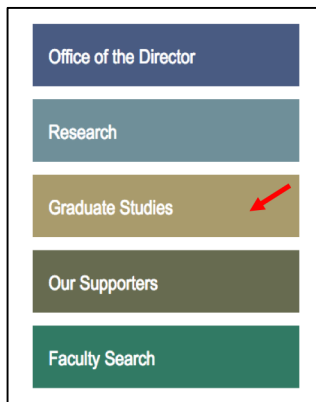 Office of the Director
Research
Graduate Studies
Our Supporters
Faculty Search